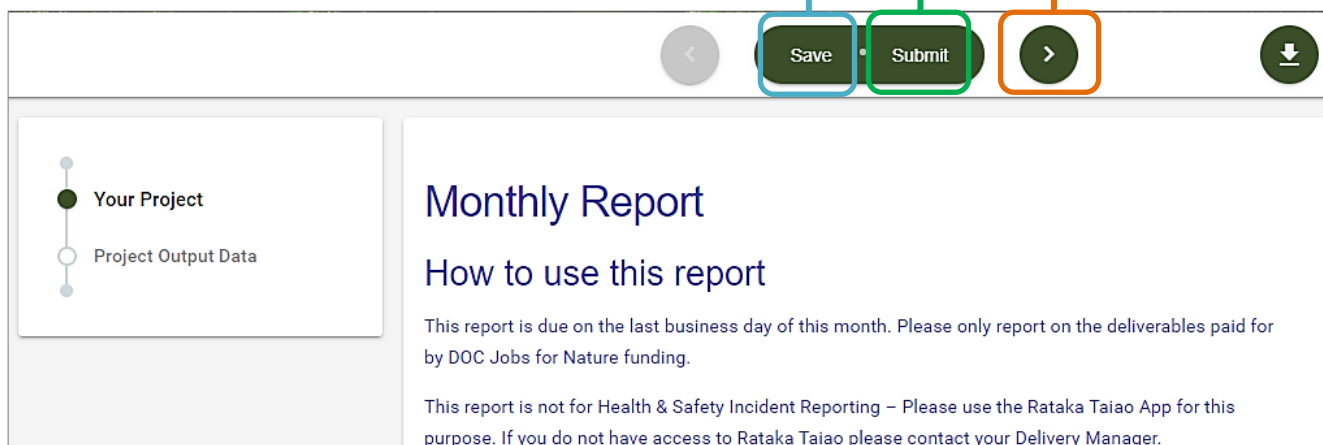 Save • Submit
Your Project
Project Output Data
Monthly Report
How to use this report
This report is due on the last business day of this month. Please only report on the deliverables paid for
by DOC Jobs for Nature funding.
This report is not for Health & Safety Incident Reporting – Please use the Rataka Taiao App for this
purpose. If you do not have access to Rataka Taiao please contact your Delivery Manager.